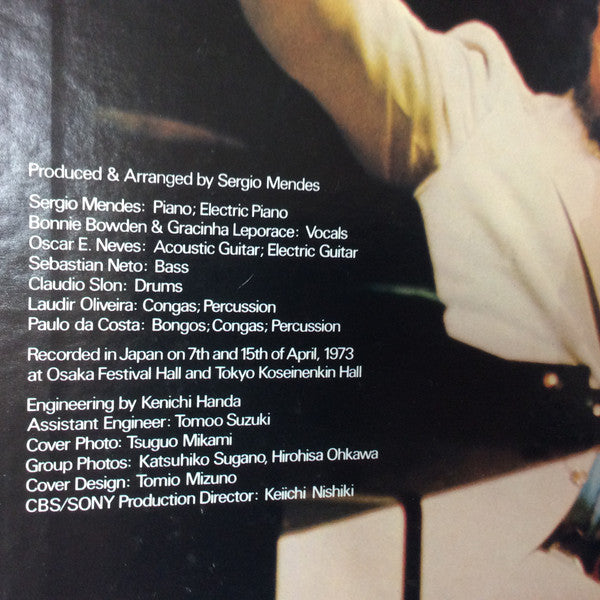 Produced & Arranged by Sergio Mendes
Sergio Mendes: Piano; Electric Piano
Bonnie Bowden & Gracinha Leporace: Vocals
Oscar E. Neves: Acoustic Guitar; Electric Guitar
Sebastian Neto: Bass
Claudio Slon: Drums
Laudir Oliveira: Congas; Percussion
Paulo da Costa: Bongos; Congas; Percussion
Recorded in Japan on 7th and 15th of April, 1973
at Osaka Festival Hall and Tokyo Koseinenkin Hall
Engineering by Kenichi Handa
Assistant Engineer: Tomoo Suzuki
Cover Photo: Tsuguo Mikami
Group Photos: Katsuhiko Sugano, Hirohisa Ohkawa
Cover Design: Tomio Mizuno
CBS/SONY Production Director: Keiichi Nishiki